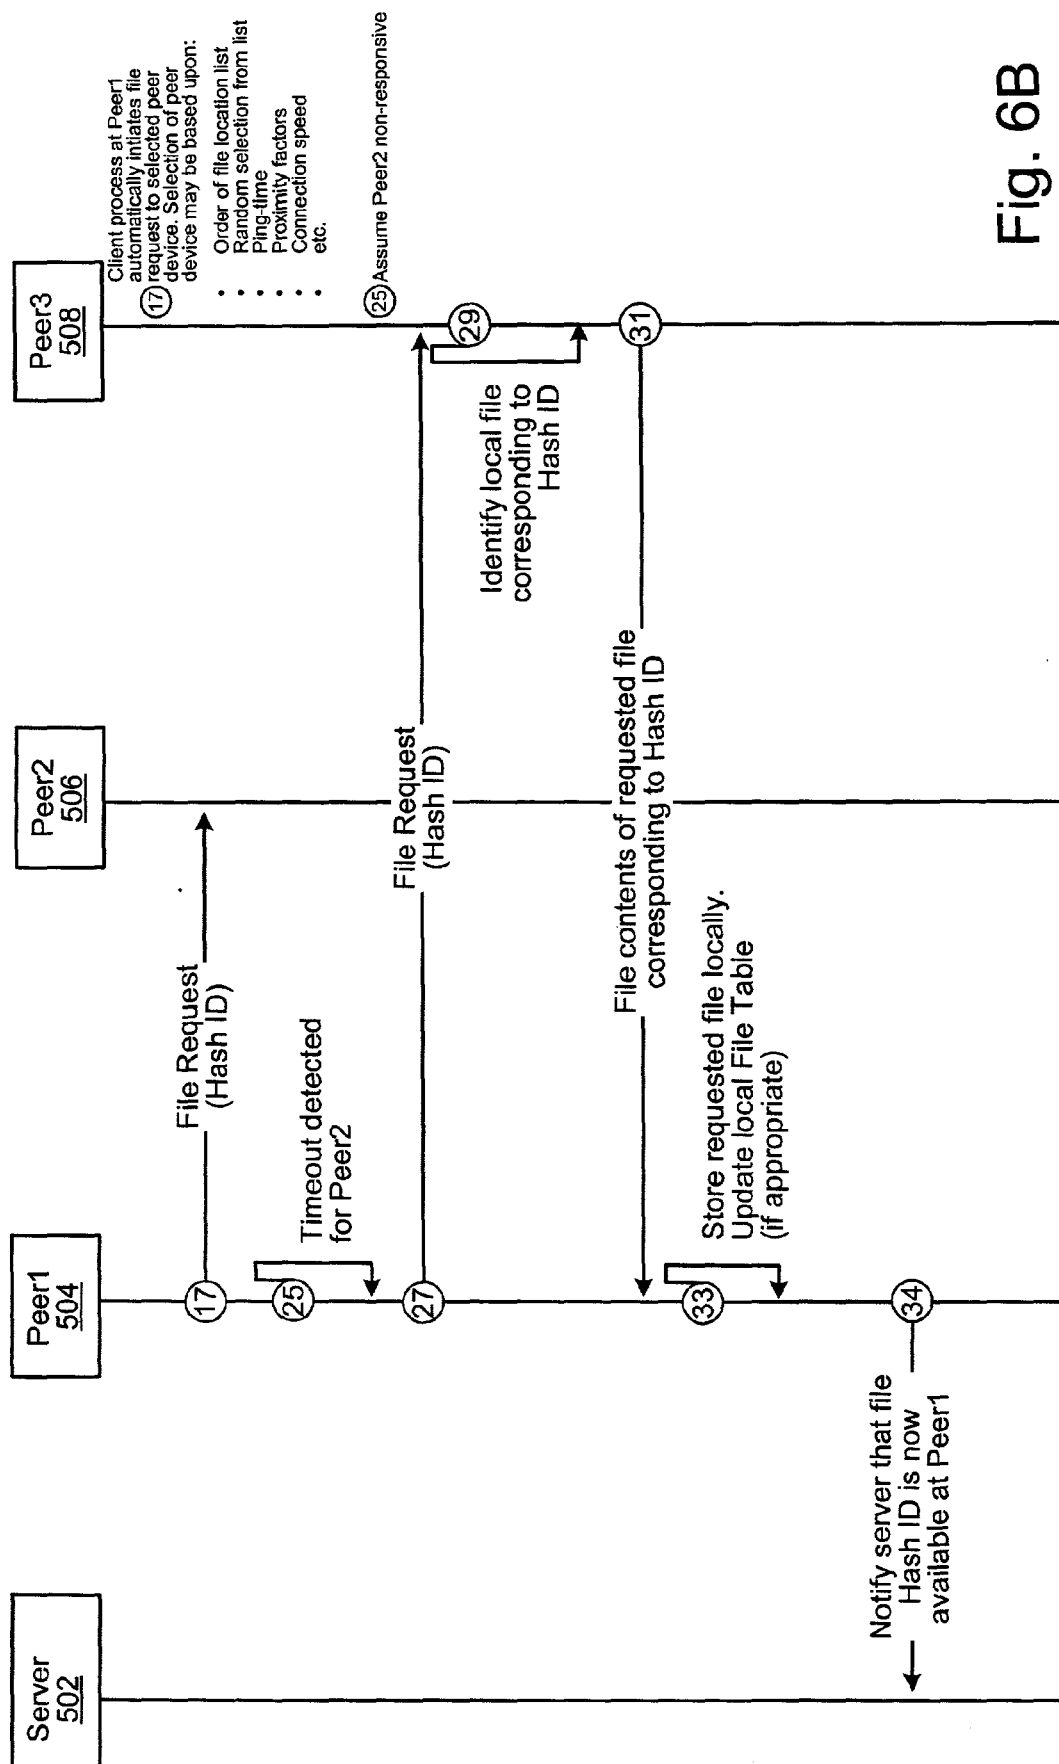 Server
502
Peer1
504
Peer2
506
Peer3
508
Client process at Peer1
automatically intiates file
17 request to selected peer
device. Selection of peer
device may be based upon:
• Order of file location list
• Random selection from list
• Ping-time
• Proximity factors
• Connection speed
• etc.
25 Assume Peer2 non-responsive
17
File Request
(Hash ID)
25
Timeout detected
for Peer2
27
File Request
(Hash ID)
29
Identify local file
corresponding to
Hash ID
31
File contents of requested file
corresponding to Hash ID
33
Store requested file locally.
Update local File Table
(if appropriate)
34
Notify server that file
Hash ID is now
available at Peer1
Fig. 6B